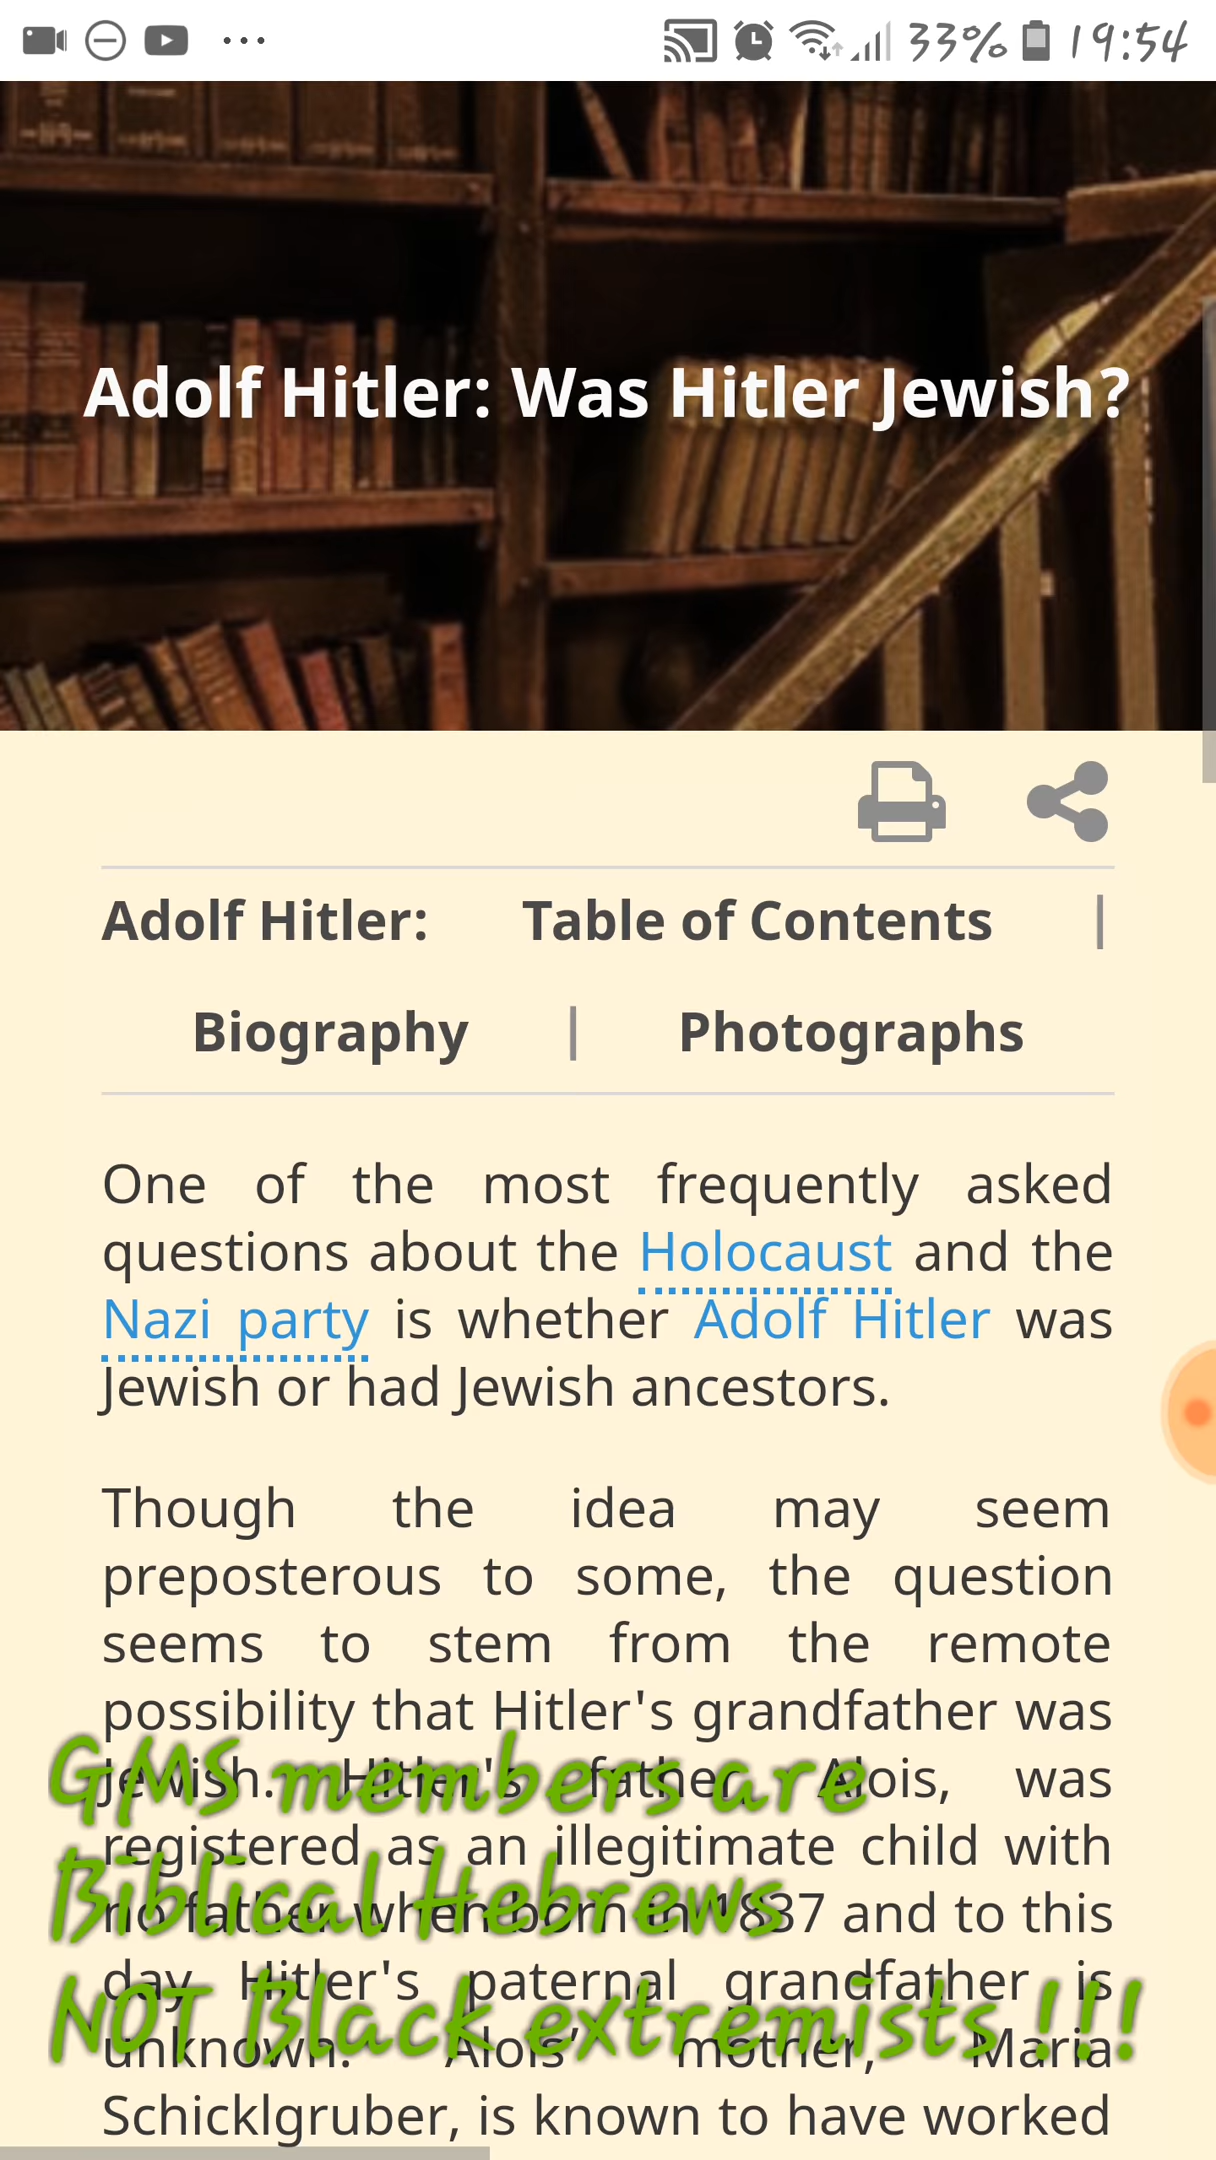 33% 19:54
Adolf Hitler: Was Hitler Jewish?
Adolf Hitler: Table of Contents |
Biography | Photographs
One of the most frequently asked
questions about the Holocaust and the
Nazi party is whether Adolf Hitler was
Jewish or had Jewish ancestors.
Though the idea may seem
preposterous to some, the question
seems to stem from the remote
possibility that Hitler's grandfather was
Jewish. Hitler's father, Alois, was
registered as an illegitimate child with
no father when born in 1837 and to this
day Hitler's paternal grandfather is
unknown. Alois' mother, Maria
Schicklgruber, is known to have worked
GMS members are
Biblical Hebrews
NOT Black extremists !!!